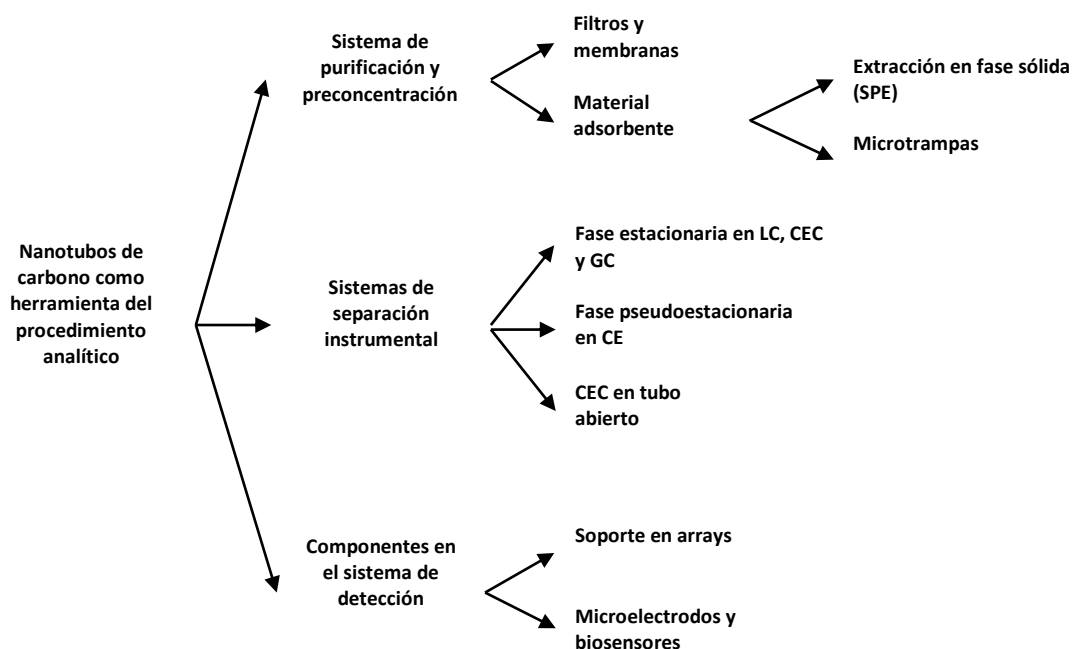 Nanotubos de
carbono como
herramienta del
procedimiento
analítico
Sistema de
purificación y
preconcentración
Filtros y
membranas
Material
adsorbente
Extracción en fase sólida
(SPE)
Microtrampas
Sistemas de
separación
instrumental
Fase estacionaria en LC, CEC
y GC
Fase pseudoestacionaria
en CE
CEC en tubo
abierto
Componentes en
el sistema de
detección
Soporte en arrays
Microelectrodos y
biosensores